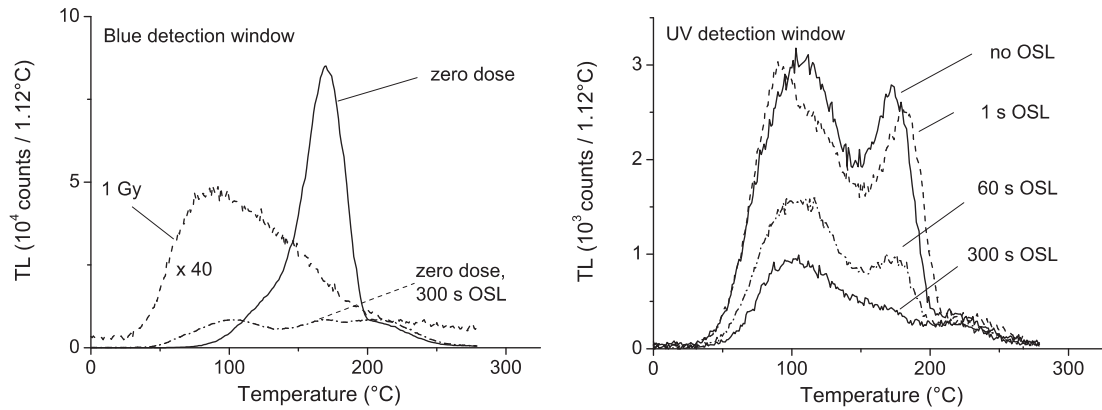 Blue detection window
10
5
0
TL (10⁴ counts / 1.12°C)
zero dose
1 Gy
x 40
zero dose,
300 s OSL
0
100
200
300
Temperature (°C)
UV detection window
3
2
1
0
TL (10³ counts / 1.12°C)
no OSL
1 s OSL
60 s OSL
300 s OSL
0
100
200
300
Temperature (°C)